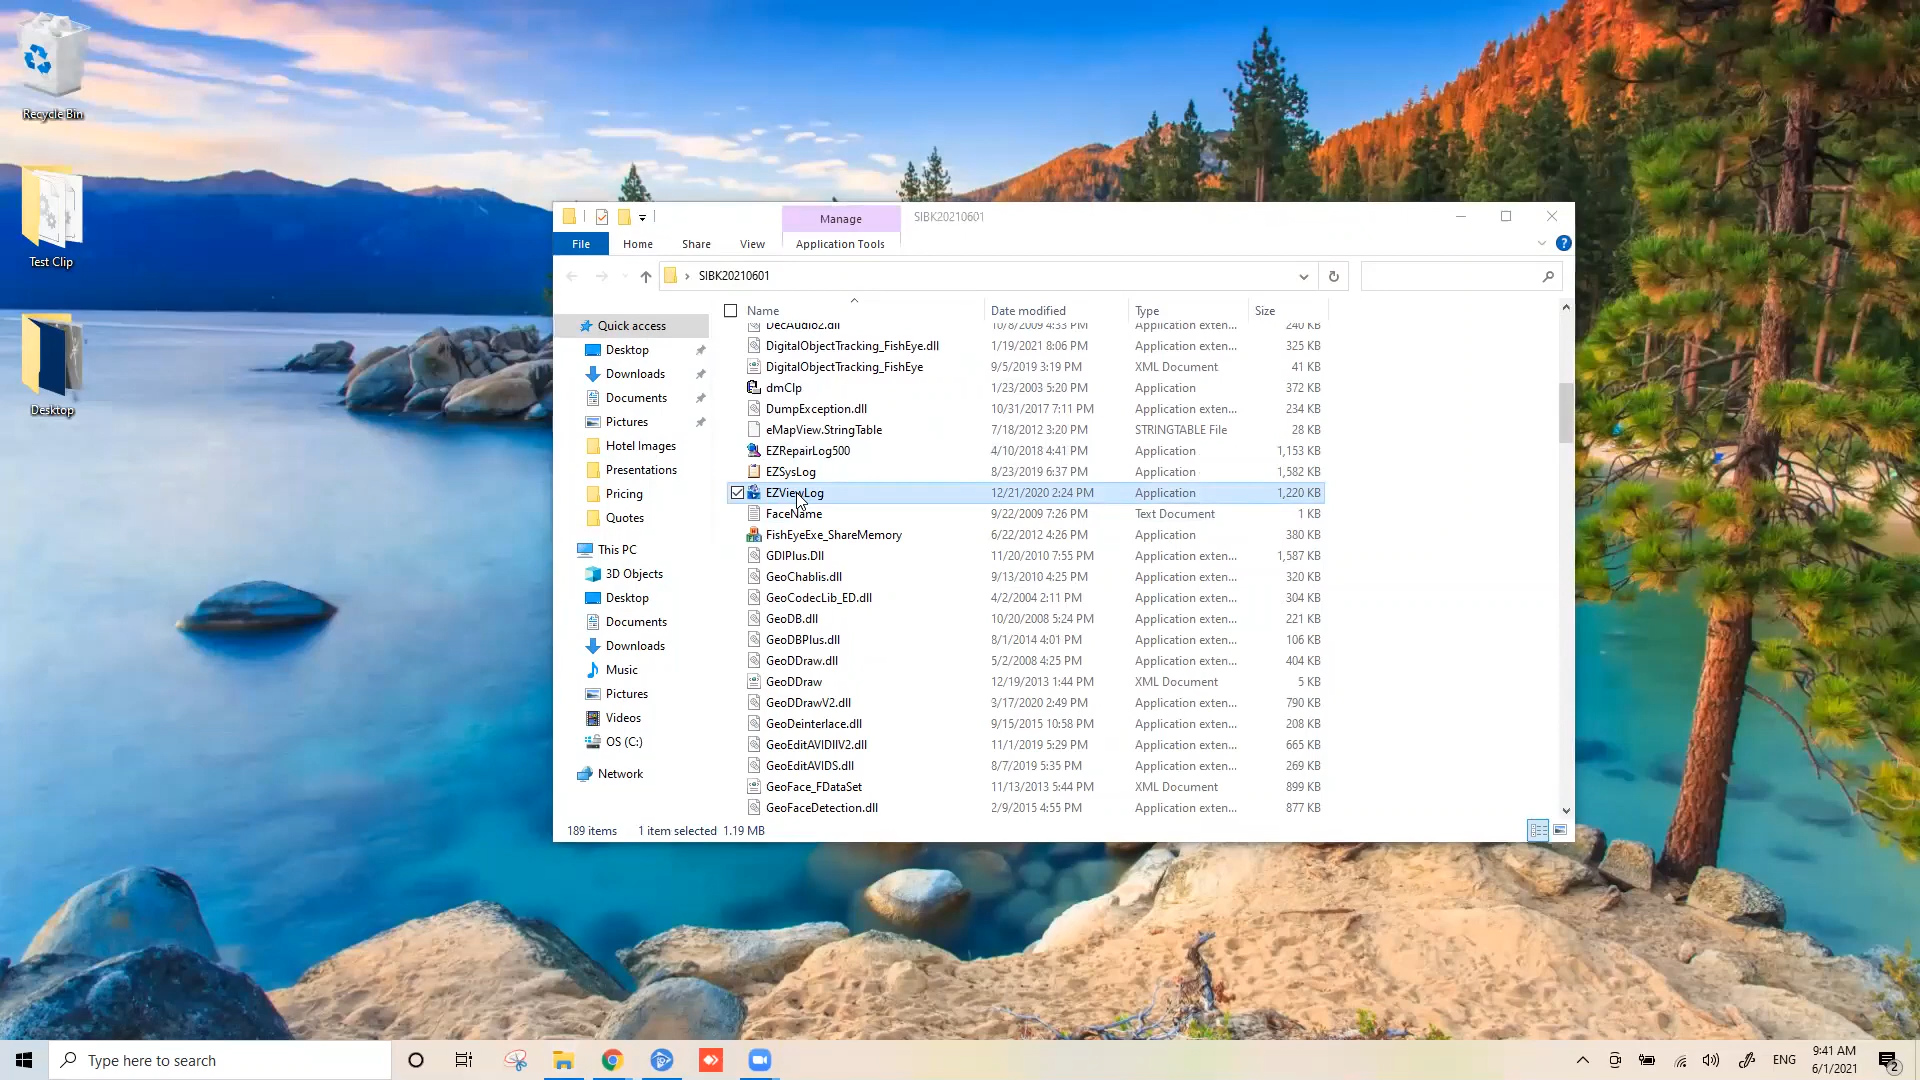 Recycle Bin
Test Clip
Desktop
Manage
SIBK20210601
File
Home
Share
View
Application Tools
SIBK20210601
Name
Date modified
Type
Size
Quick access
Desktop
Downloads
Documents
Pictures
Hotel Images
Presentations
Pricing
Quotes
This PC
3D Objects
Desktop
Documents
Downloads
Music
Pictures
Videos
OS (C:)
Network
DecAudio2.dll 10/8/2009 4:33 PM Application exten... 240 KB
DigitalObjectTracking_FishEye.dll 1/19/2021 8:06 PM Application exten... 325 KB
DigitalObjectTracking_FishEye 9/5/2019 3:19 PM XML Document 41 KB
dmClp 1/23/2003 5:20 PM Application 372 KB
DumpException.dll 10/31/2017 7:11 PM Application exten... 234 KB
eMapView.StringTable 7/18/2012 3:20 PM STRINGTABLE File 28 KB
EZRepairLog500 4/10/2018 4:41 PM Application 1,153 KB
EZSysLog 8/23/2019 6:37 PM Application 1,582 KB
EZViewLog 12/21/2020 2:24 PM Application 1,220 KB
FaceName 9/22/2009 7:26 PM Text Document 1 KB
FishEyeExe_ShareMemory 6/22/2012 4:26 PM Application 380 KB
GDIPlus.Dll 11/20/2010 7:55 PM Application exten... 1,587 KB
GeoChablis.dll 9/13/2010 4:25 PM Application exten... 320 KB
GeoCodecLib_ED.dll 4/2/2004 2:11 PM Application exten... 304 KB
GeoDB.dll 10/20/2008 5:24 PM Application exten... 221 KB
GeoDBPlus.dll 8/1/2014 4:01 PM Application exten... 106 KB
GeoDDraw.dll 5/2/2008 4:25 PM Application exten... 404 KB
GeoDDraw 12/19/2013 1:44 PM XML Document 5 KB
GeoDDrawV2.dll 3/17/2020 2:49 PM Application exten... 790 KB
GeoDeinterlace.dll 9/15/2015 10:58 PM Application exten... 208 KB
GeoEditAVIDIIV2.dll 11/1/2019 5:29 PM Application exten... 665 KB
GeoEditAVIDS.dll 8/7/2019 5:35 PM Application exten... 269 KB
GeoFace_FDataSet 11/13/2013 5:44 PM XML Document 899 KB
GeoFaceDetection.dll 2/9/2015 4:55 PM Application exten... 877 KB
189 items 1 item selected 1.19 MB
Type here to search
ENG
9:41 AM
6/1/2021
2